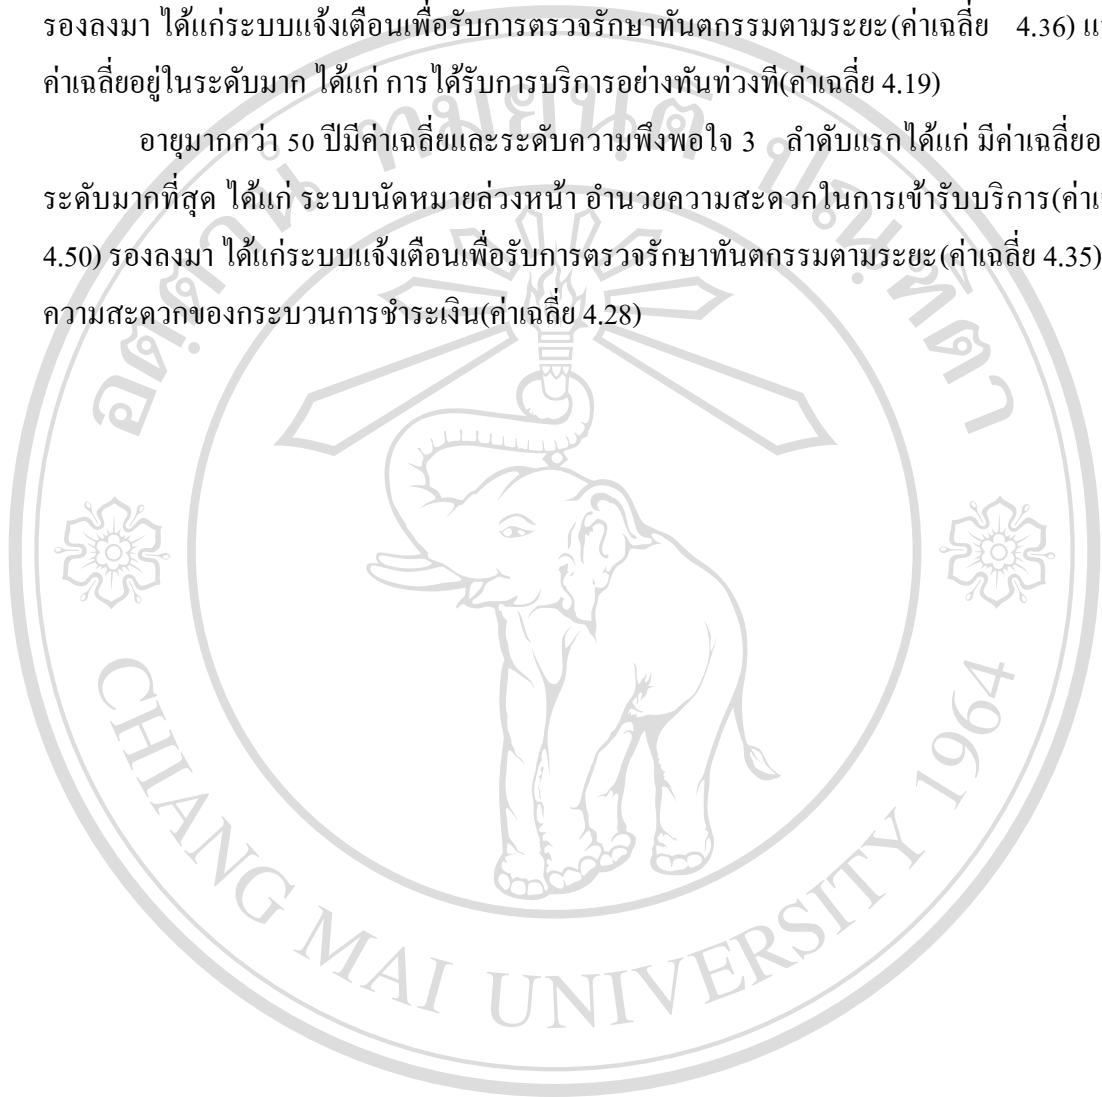 รองลงมา ได้แก่ระบบแจ้งเตือนเพื่อรับการตรวจรักษาทันตกรรมตามระยะ(ค่าเฉลี่ย 4.36)
ค่าเฉลี่ยอยู่ในระดับมาก ได้แก่ การได้รับการบริการอย่างทันท่วงที(ค่าเฉลี่ย 4.19)
อายุมากกว่า 50 ปีมีค่าเฉลี่ยและระดับความพึงพอใจ 3 ลำดับแรกได้แก่ มีค่าเฉลี่ย
ระดับมากที่สุด ได้แก่ ระบบนัดหมายล่วงหน้า อำนวยความสะดวกในการเข้ารับบริการ(
4.50) รองลงมา ได้แก่ระบบแจ้งเตือนเพื่อรับการตรวจรักษาทันตกรรมตามระยะ(ค่าเฉลี่ย 4.35)
ความสะดวกของกระบวนการชำระเงิน(ค่าเฉลี่ย 4.28)
อตฺตานํ ทมยนฺติ ปณฺฑิตา
CHIANG MAI UNIVERSITY 1964